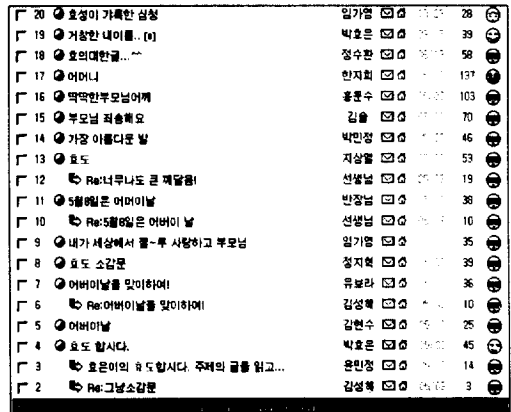 20 효성이 갸륵한 심청 임가영 28
19 거창한 내이름.. [0] 박호은 39
18 효의대한글...^^ 정수환 58
17 어머니 한지희 137
16 딱딱한부모님어께 홍문수 103
15 부모님 죄송해요 김슬 70
14 가장 아름다운 발 박민정 46
13 효도 지상열 53
12 Re:너무나도 큰 깨달음! 선생님 19
11 5월8일은 어버이날 반장님 38
10 Re:5월8일은 어버이 날 선생님 10
9 내가 세상에서 쩰~루 사랑하고 부모님 임가영 35
8 효도 소감문 정지혁 39
7 어버이날를 맞이하여! 유보라 36
6 Re:어버이날를 맞이하여! 김성혜 10
5 어버이날 김현수 25
4 효도 합시다. 박호은 45
3 효은이의 효도합시다. 주제의 글를 읽고... 윤민정 14
2 Re:그냥소감문 김성혜 3